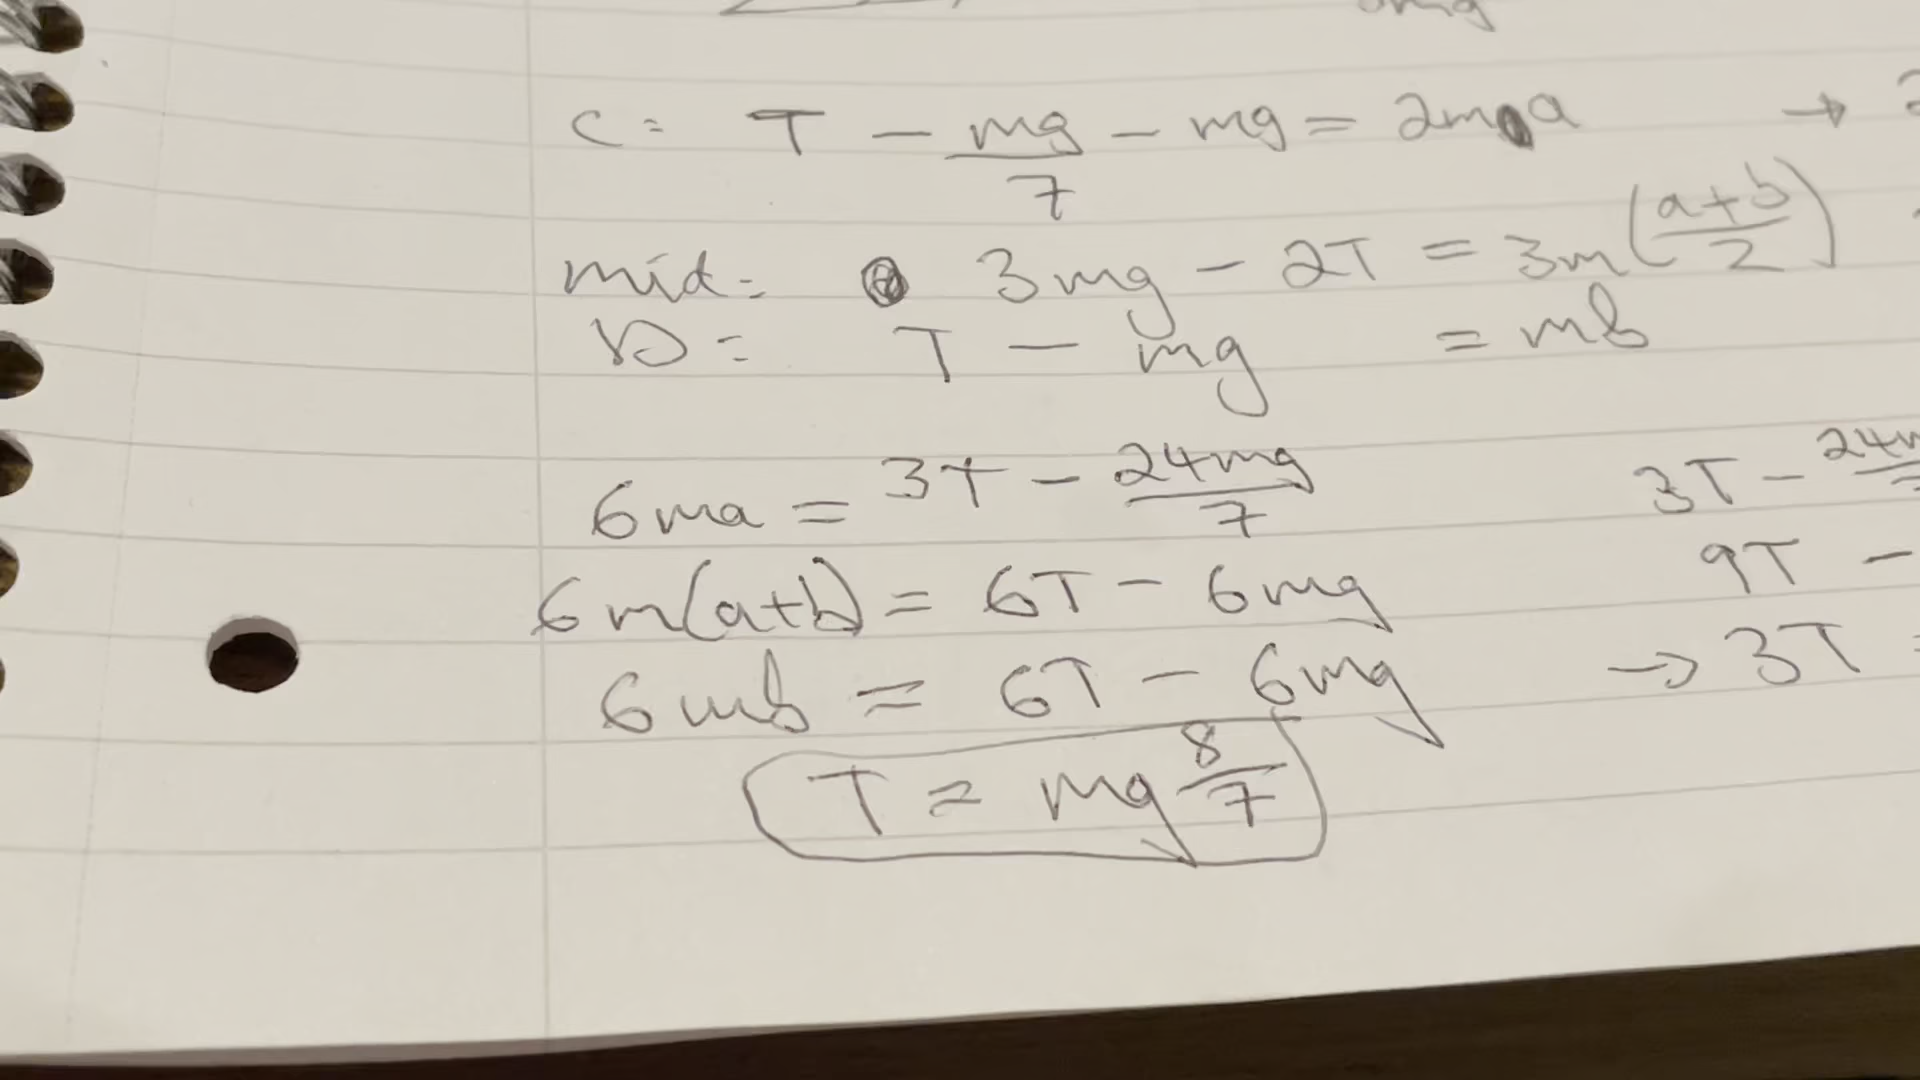 C = T - mg/7 - mg = 2ma →
mid = 3mg - 2T = 3m((a+b)/2)
D = T - mg = mb
6ma = 3T - 24mg/7 3T - 24m
6m(a+b) = 6T - 6mg 9T -
6mb = 6T - 6mg → 3T =
T = mg 8/7